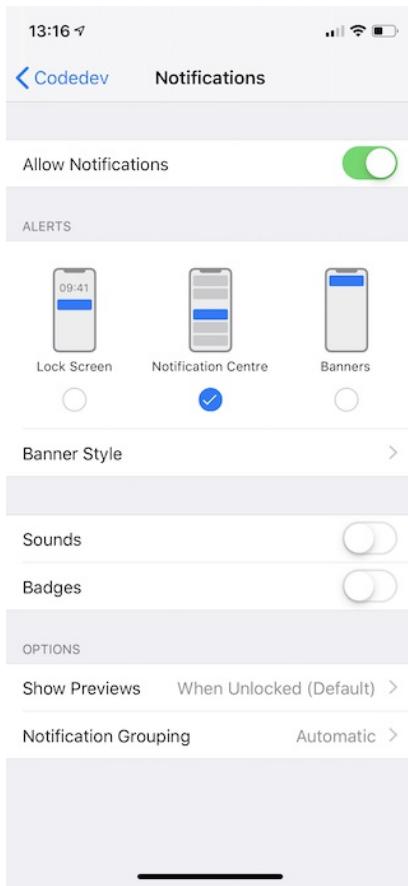 13:16
Codedev Notifications
Allow Notifications
ALERTS
09:41
Lock Screen Notification Centre Banners
Banner Style
Sounds
Badges
OPTIONS
Show Previews When Unlocked (Default)
Notification Grouping Automatic